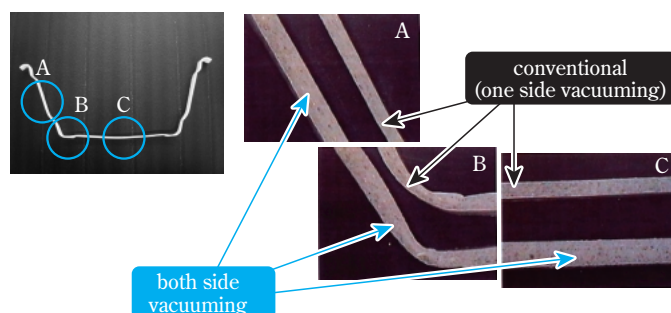 A
B
C
A
conventional
(one side vacuuming)
B
C
both side
vacuuming